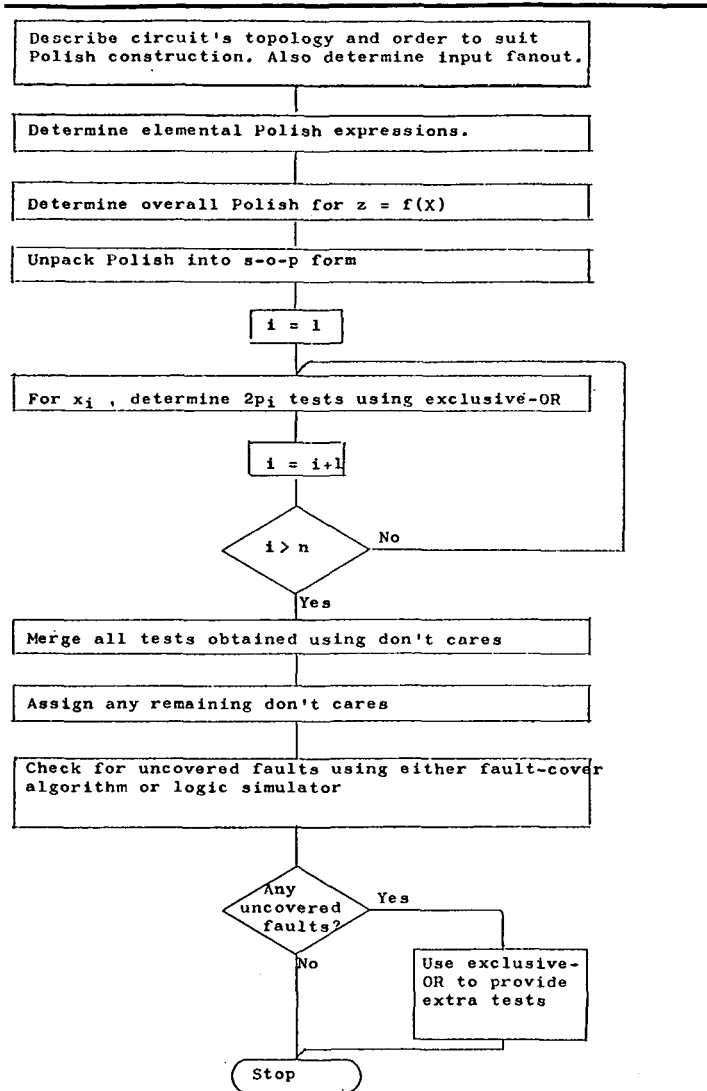 Describe circuit's topology and order to suit
Polish construction. Also determine input fanout.
Determine elemental Polish expressions.
Determine overall Polish for z = f(X)
Unpack Polish into s-o-p form
i = 1
For xi , determine 2pi tests using exclusive-OR
i = i+1
i > n
No
Yes
Merge all tests obtained using don't cares
Assign any remaining don't cares
Check for uncovered faults using either fault-cover
algorithm or logic simulator
Any
uncovered
faults?
Yes
No
Use exclusive-
OR to provide
extra tests
Stop